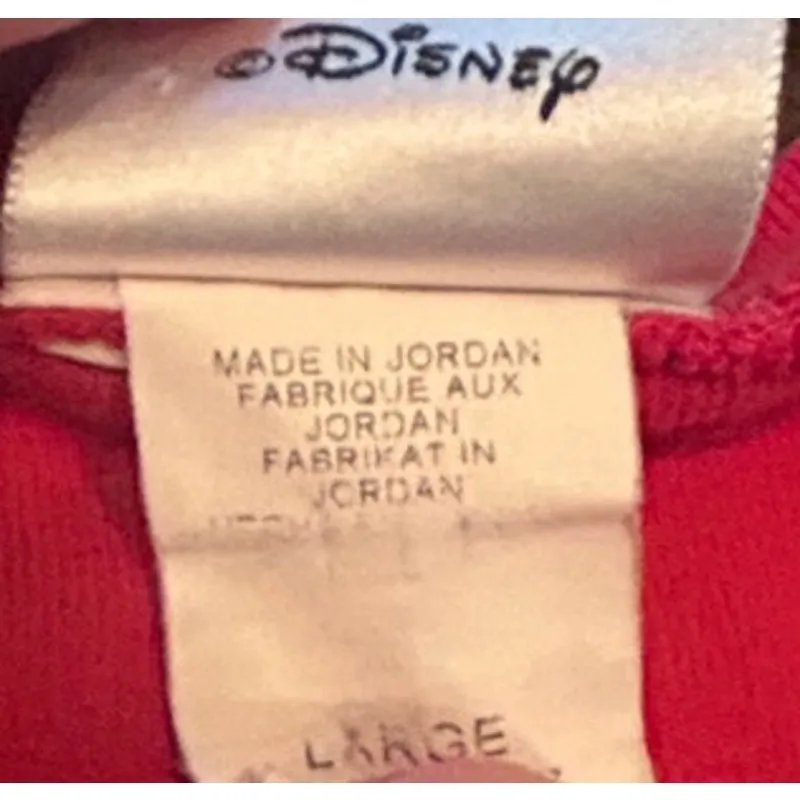 © Disney
MADE IN JORDAN
FABRIQUE AUX
JORDAN
FABRIKAT IN
JORDAN
LARGE